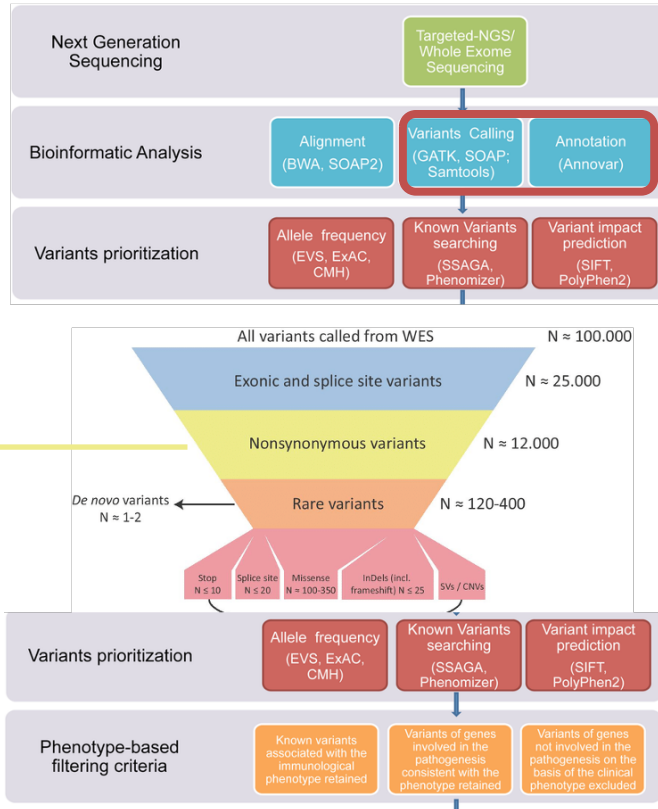 Next Generation
Sequencing
Targeted-NGS/
Whole Exome
Sequencing
Bioinformatic Analysis
Alignment
(BWA, SOAP2)
Variants Calling
(GATK, SOAP;
Samtools)
Annotation
(Annovar)
Variants prioritization
Allele frequency
(EVS, ExAC,
CMH)
Known Variants
searching
(SSAGA,
Phenomizer)
Variant impact
prediction
(SIFT,
PolyPhen2)
All variants called from WES
N ≈ 100.000
Exonic and splice site variants
N ≈ 25.000
Nonsynonymous variants
N ≈ 12.000
De novo variants
N ≈ 1-2
Rare variants
N ≈ 120-400
Stop
N ≤ 10
Splice site
N ≤ 20
Missense
N ≈ 100-350
InDels (incl.
frameshift) N ≤ 25
SVs / CNVs
Variants prioritization
Allele frequency
(EVS, ExAC,
CMH)
Known Variants
searching
(SSAGA,
Phenomizer)
Variant impact
prediction
(SIFT,
PolyPhen2)
Phenotype-based
filtering criteria
Known variants
associated with the
immunological
phenotype retained
Variants of genes
involved in the
pathogenesis
consistent with the
phenotype retained
Variants of genes
not involved in the
pathogenesis on the
basis of the clinical
phenotype excluded